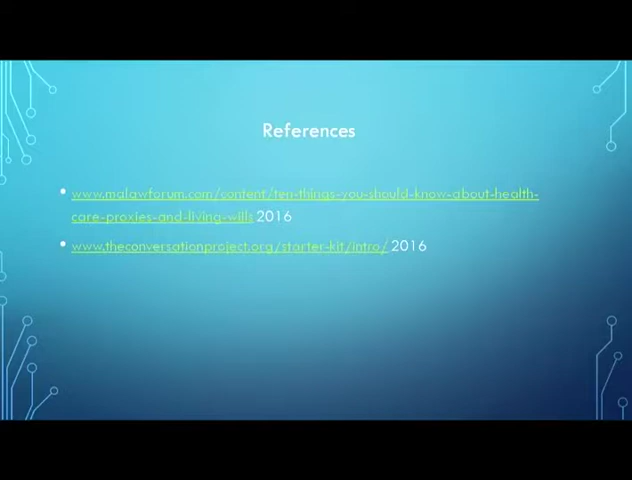 References
• www.malawforum.com/content/ten-things-you-should-know-about-health-
care-proxies-and-living-wills 2016
• www.theconversationproject.org/starter-kit/intro/ 2016